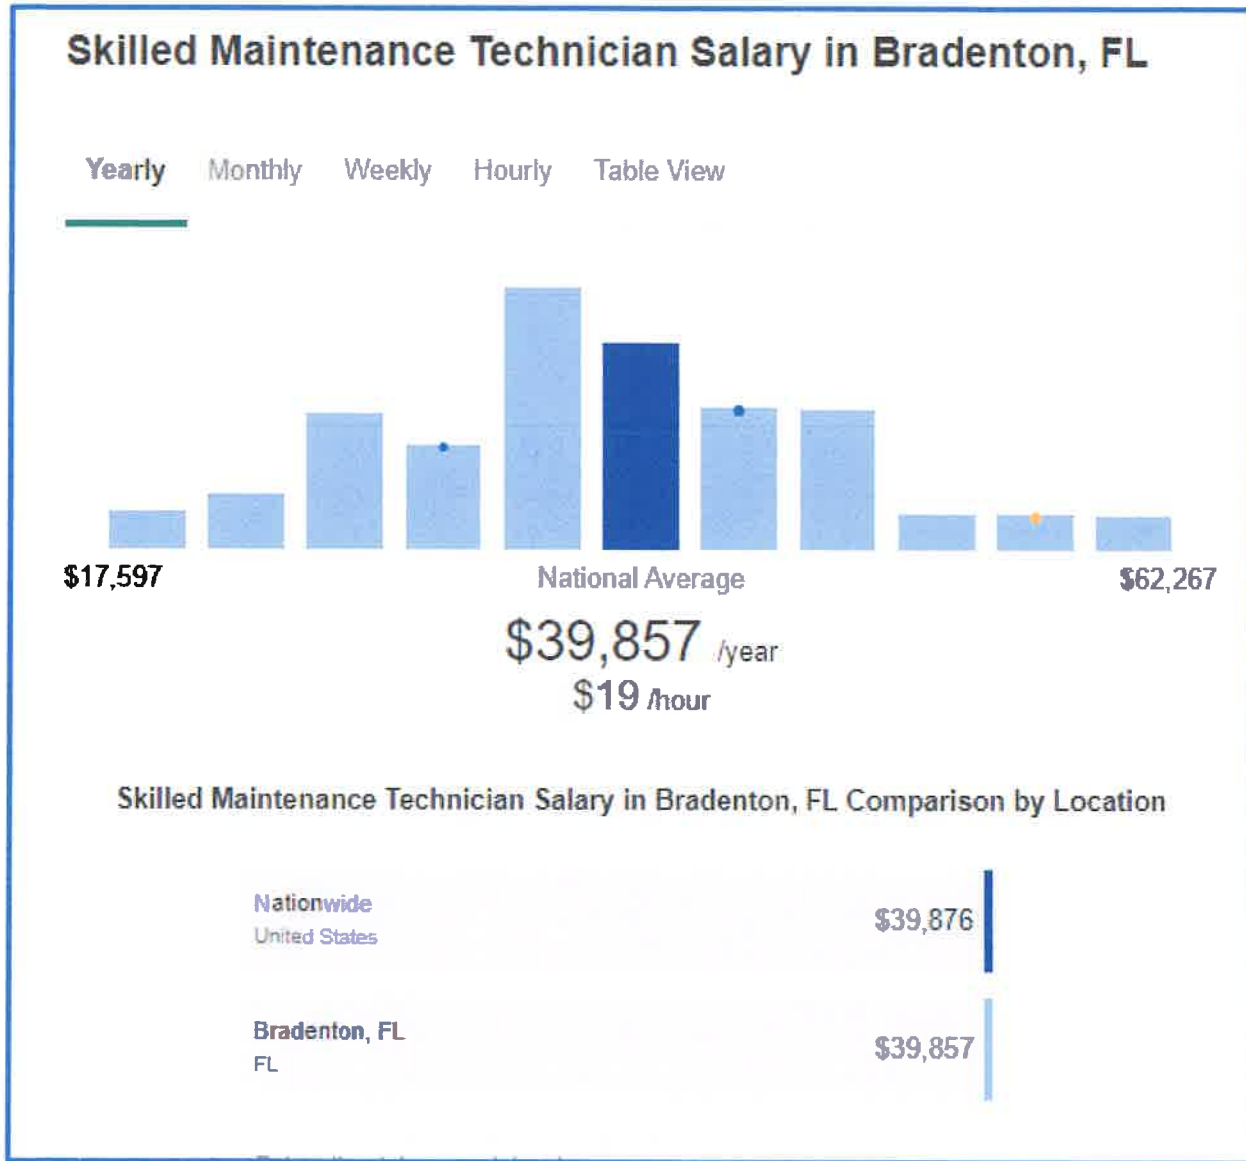 Skilled Maintenance Technician Salary in Bradenton, FL
Yearly Monthly Weekly Hourly Table View
$17,597 National Average $62,267
$39,857 /year
$19 /hour
Skilled Maintenance Technician Salary in Bradenton, FL Comparison by Location
Nationwide
United States
$39,876
Bradenton, FL
FL
$39,857